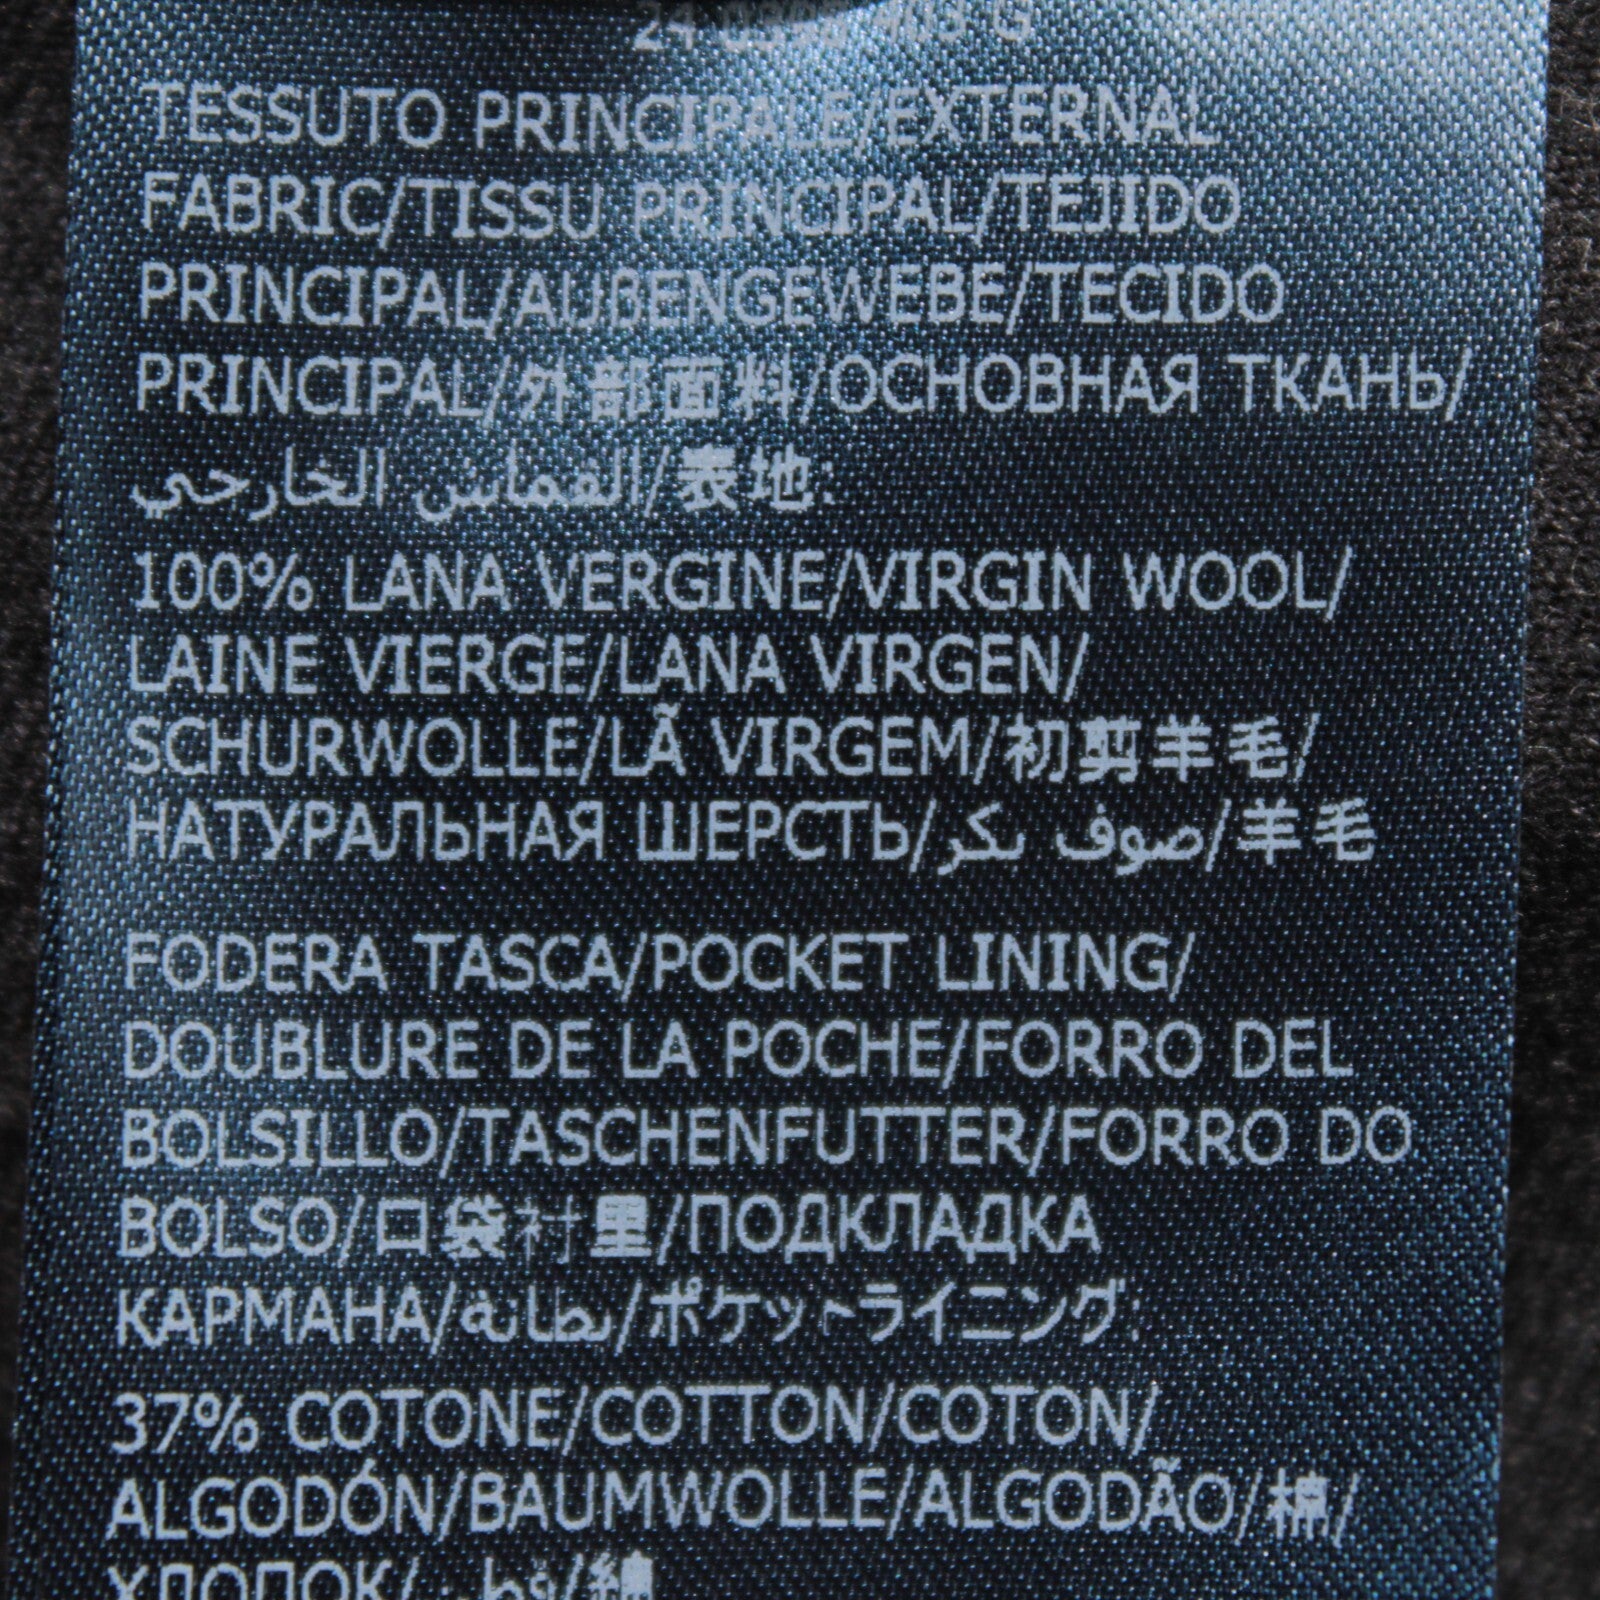 TESSUTO PRINCIPALE/EXTERNAL
FABRIC/TISSU PRINCIPAL/TEJIDO
PRINCIPAL/AUßENGEWEBE/TECIDO
PRINCIPAL/外部面料/ОСНОВНАЯ ТКАНЬ/
القماش الخارجي/表地:
100% LANA VERGINE/VIRGIN WOOL/
LAINE VIERGE/LANA VIRGEN/
SCHURWOLLE/LÃ VIRGEM/初剪羊毛/
НАТУРАЛЬНАЯ ШЕРСТЬ/صوف بكر/羊毛
FODERA TASCA/POCKET LINING/
DOUBLURE DE LA POCHE/FORRO DEL
BOLSILLO/TASCHENFUTTER/FORRO DO
BOLSO/口袋衬里/ПОДКЛАДКА
КАРМАНА/بطانة/ポケットライニング:
37% COTONE/COTTON/COTON/
ALGODÓN/BAUMWOLLE/ALGODÃO/棉/
ХЛОПОК/قطن/綿